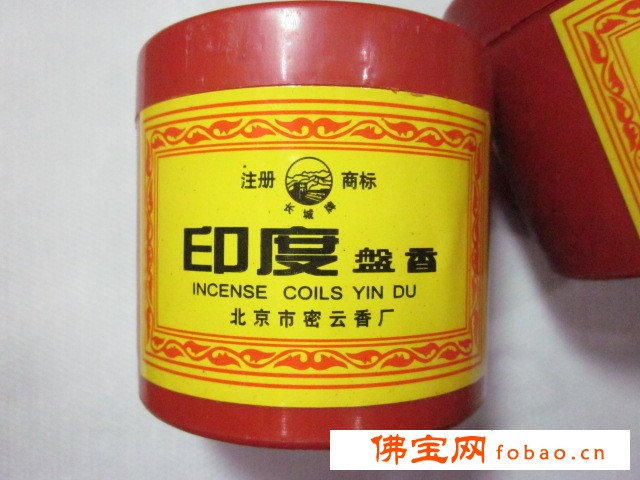 注册 商标
长城牌
印度 盤香
INCENSE COILS YIN DU
北京市密云香厂
佛宝网 fobao.cn